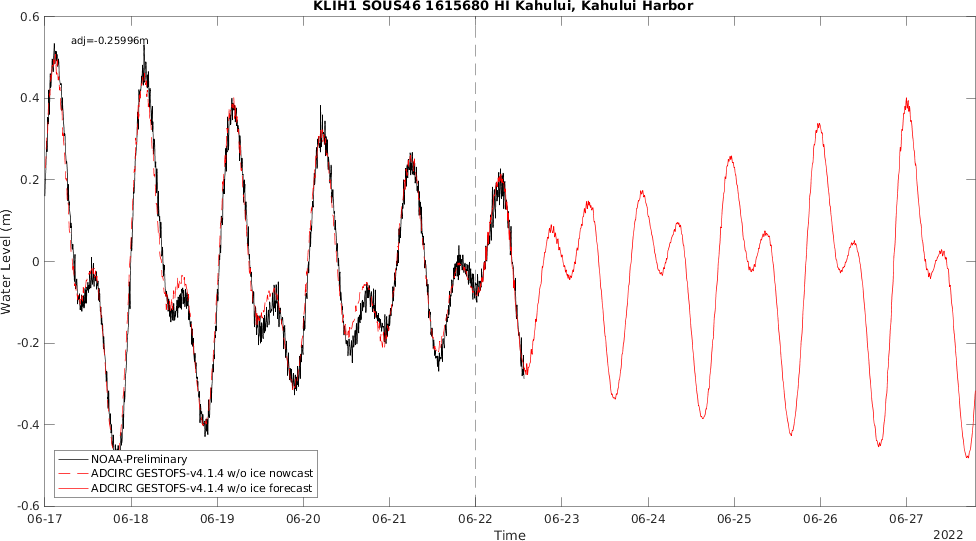 KLIH1 SOUS46 1615680 HI Kahului, Kahului Harbor
adj=-0.25996m
Water Level (m)
0.6
0.4
0.2
0
-0.2
-0.4
-0.6
NOAA-Preliminary
ADCIRC GESTOFS-v4.1.4 w/o ice nowcast
ADCIRC GESTOFS-v4.1.4 w/o ice forecast
06-17 06-18 06-19 06-20 06-21 06-22 06-23 06-24 06-25 06-26 06-27
Time
2022